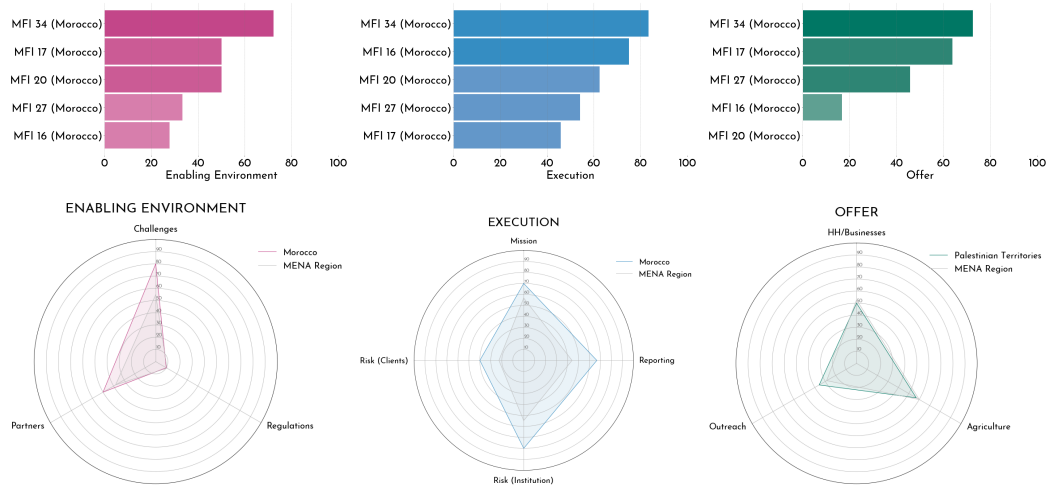 MFI 34 (Morocco)
MFI 17 (Morocco)
MFI 20 (Morocco)
MFI 27 (Morocco)
MFI 16 (Morocco)
0 20 40 60 80 100
Enabling Environment
MFI 34 (Morocco)
MFI 16 (Morocco)
MFI 20 (Morocco)
MFI 27 (Morocco)
MFI 17 (Morocco)
0 20 40 60 80 100
Execution
MFI 34 (Morocco)
MFI 17 (Morocco)
MFI 27 (Morocco)
MFI 16 (Morocco)
MFI 20 (Morocco)
0 20 40 60 80 100
Offer
ENABLING ENVIRONMENT
Challenges
Morocco
MENA Region
Partners
Regulations
EXECUTION
Mission
Morocco
MENA Region
Risk (Clients)
Reporting
Risk (Institution)
OFFER
HH/Businesses
Palestinian Territories
MENA Region
Outreach
Agriculture